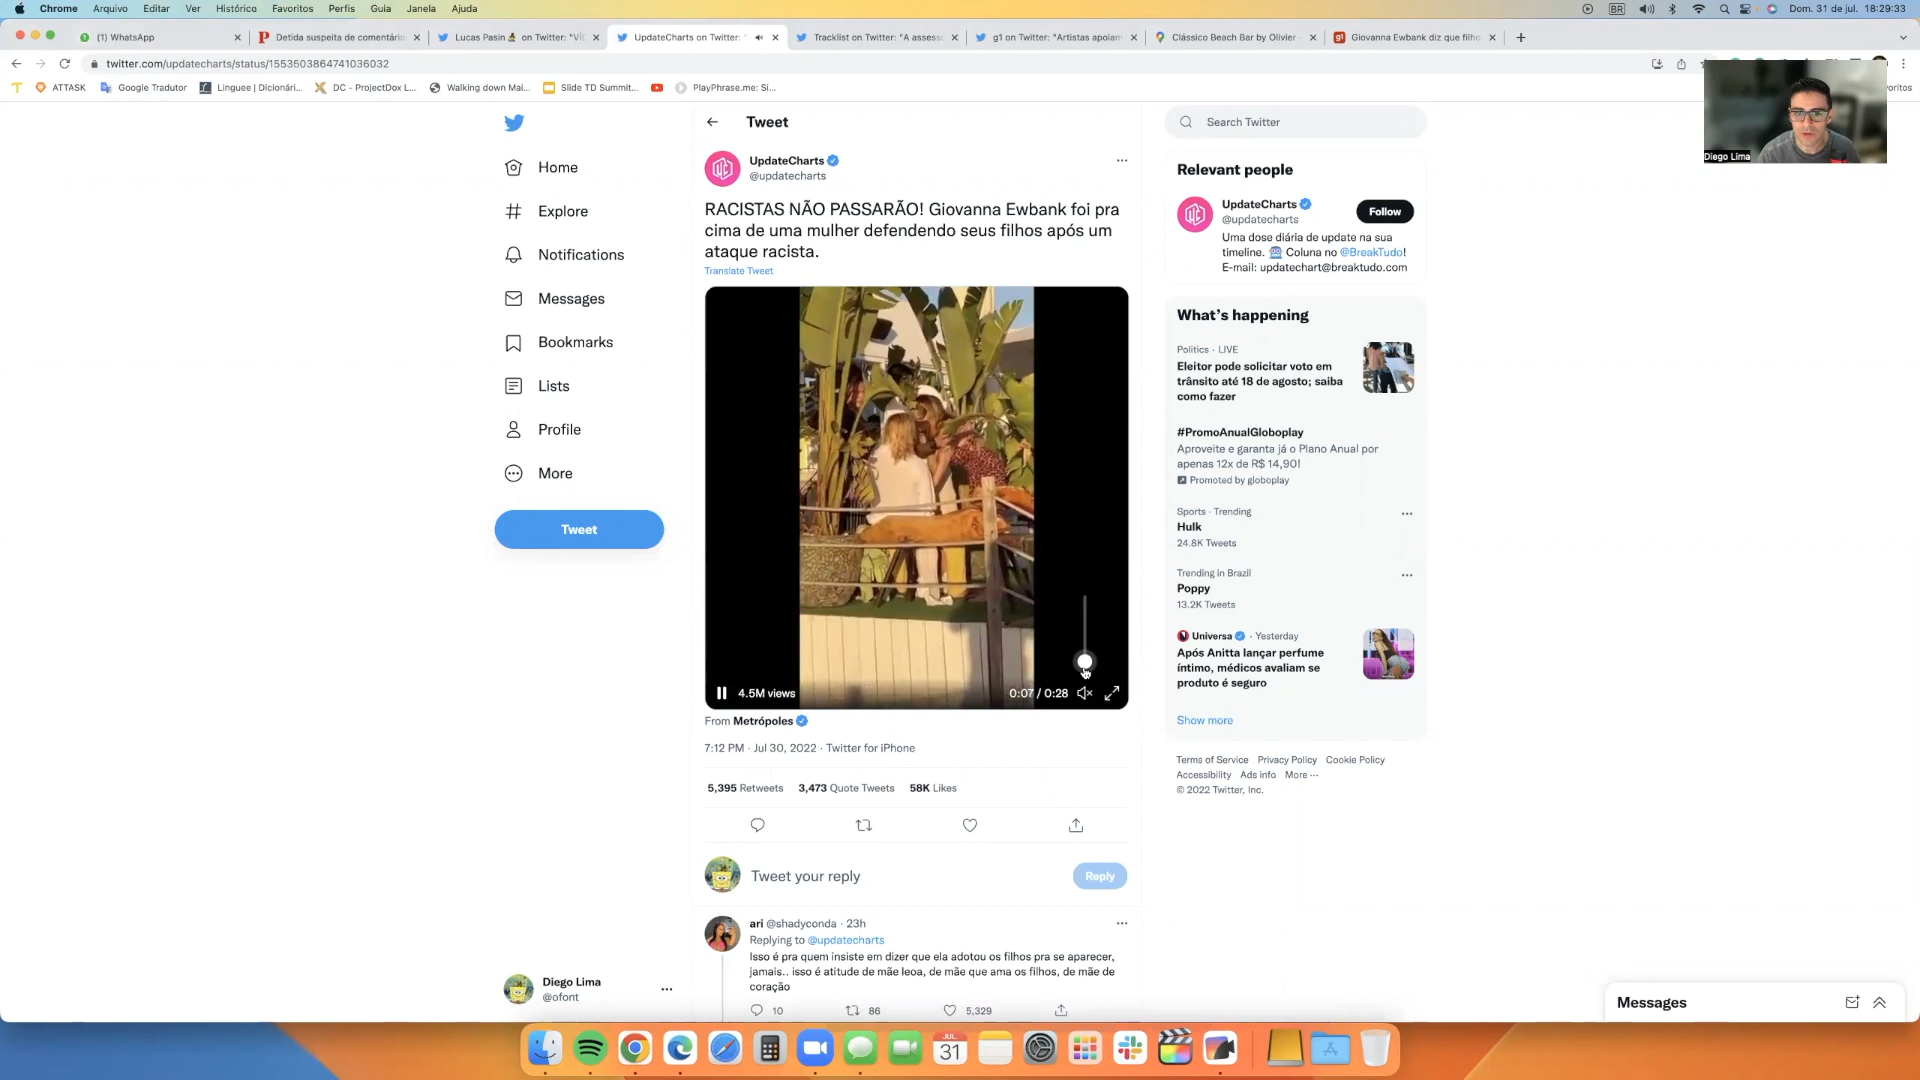 Chrome Arquivo Editar Ver Histórico Favoritos Perfis Guia Janela Ajuda
BR Dom. 31 de jul. 18:29:33
(1) WhatsApp
Detida suspeita de comentário
Lucas Pasin on Twitter: "VÍ
UpdateCharts on Twitter: "
Tracklist on Twitter: "A assess
g1 on Twitter: "Artistas apoiam
Clássico Beach Bar by Olivier -
Giovanna Ewbank diz que filho
twitter.com/updatecharts/status/1553503864741036032
ATTASK
Google Tradutor
Linguee | Dicionári...
DC - ProjectDox L...
Walking down Mai...
Slide TD Summit...
PlayPhrase.me: Si...
voritos
Diego Lima
Home
Explore
Notifications
Messages
Bookmarks
Lists
Profile
More
Tweet
Diego Lima
@ofont
Tweet
UpdateCharts
@updatecharts
RACISTAS NÃO PASSARÃO! Giovanna Ewbank foi pra
cima de uma mulher defendendo seus filhos após um
ataque racista.
Translate Tweet
4.5M views
0:07 / 0:28
From Metrópoles
7:12 PM · Jul 30, 2022 · Twitter for iPhone
5,395 Retweets 3,473 Quote Tweets 58K Likes
Tweet your reply
Reply
ari @shadyconda · 23h
Replying to @updatecharts
Isso é pra quem insiste em dizer que ela adotou os filhos pra se aparecer,
jamais.. isso é atitude de mãe leoa, de mãe que ama os filhos, de mãe de
coração
10 86 5,329
Search Twitter
Relevant people
UpdateCharts
@updatecharts
Follow
Uma dose diária de update na sua
timeline. Coluna no @BreakTudo!
E-mail: updatechart@breaktudo.com
What's happening
Politics · LIVE
Eleitor pode solicitar voto em
trânsito até 18 de agosto; saiba
como fazer
#PromoAnualGloboplay
Aproveite e garanta já o Plano Anual por
apenas 12x de R$ 14,90!
Promoted by globoplay
Sports · Trending
Hulk
24.8K Tweets
Trending in Brazil
Poppy
13.2K Tweets
Universa · Yesterday
Após Anitta lançar perfume
íntimo, médicos avaliam se
produto é seguro
Show more
Terms of Service Privacy Policy Cookie Policy
Accessibility Ads info More ···
© 2022 Twitter, Inc.
Messages
JUL
31